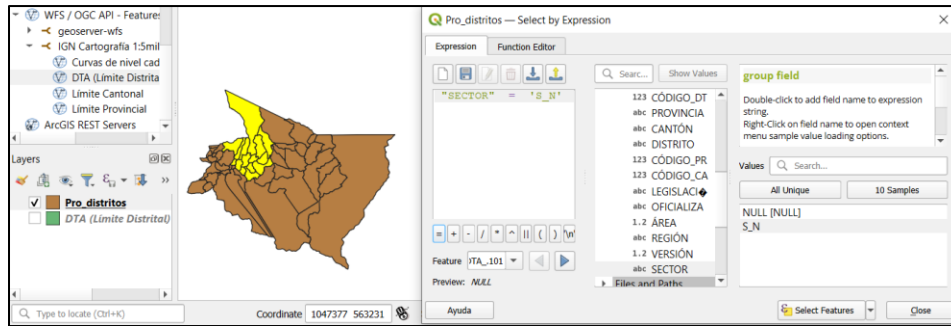 WFS / OGC API - Features
geoserver-wfs
IGN Cartografía 1:5mil
Curvas de nivel cad
DTA (Límite Distrita
Límite Cantonal
Límite Provincial
ArcGIS REST Servers
Layers
Pro_distritos
DTA (Límite Distrital)
Type to locate (Ctrl+K)
Coordinate 1047377 563231
Pro_distritos — Select by Expression
Expression Function Editor
"SECTOR" = 'S_N'
= + - / * ^ || ( ) '\n'
Feature )TA_.101
Preview: NULL
Ayuda
Searc... Show Values
123 CÓDIGO_DT
abc PROVINCIA
abc CANTÓN
abc DISTRITO
123 CÓDIGO_PR
123 CÓDIGO_CA
abc LEGISLACI�
abc OFICIALIZA
1.2 ÁREA
abc REGIÓN
1.2 VERSIÓN
abc SECTOR
Files and Paths
group field
Double-click to add field name to expression
string.
Right-Click on field name to open context
menu sample value loading options.
Values Search...
All Unique 10 Samples
NULL [NULL]
S_N
Select Features Close